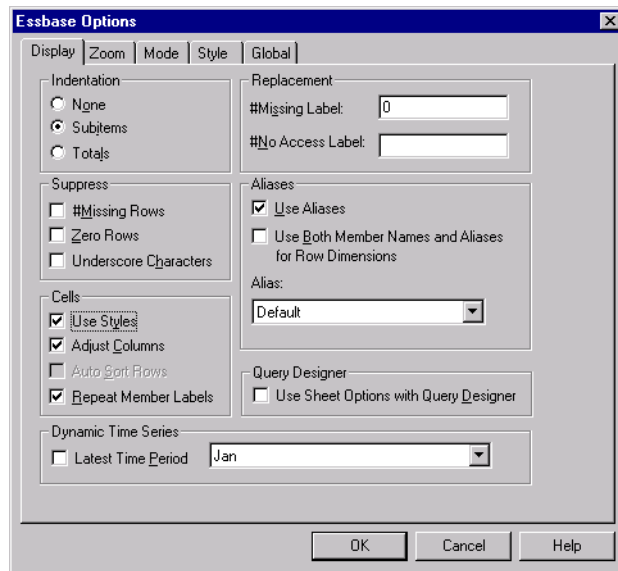 Essbase Options
Display Zoom Mode Style Global
Indentation
None
Subitems
Totals
Replacement
#Missing Label: 0
#No Access Label:
Suppress
#Missing Rows
Zero Rows
Underscore Characters
Aliases
Use Aliases
Use Both Member Names and Aliases
for Row Dimensions
Alias:
Default
Cells
Use Styles
Adjust Columns
Auto Sort Rows
Repeat Member Labels
Query Designer
Use Sheet Options with Query Designer
Dynamic Time Series
Latest Time Period Jan
OK Cancel Help